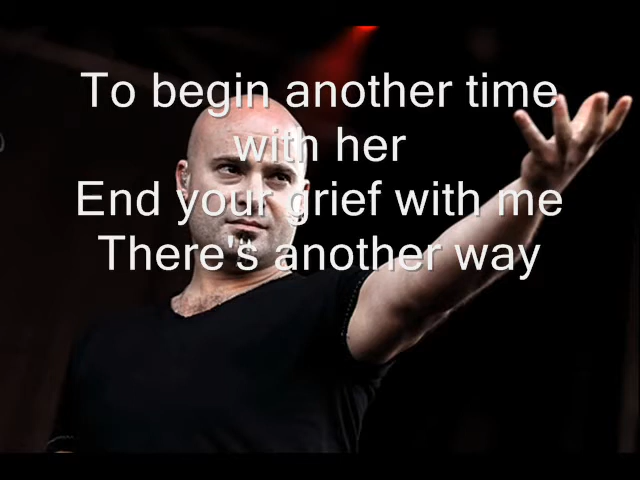 To begin another time
with her
End your grief with me
There's another way